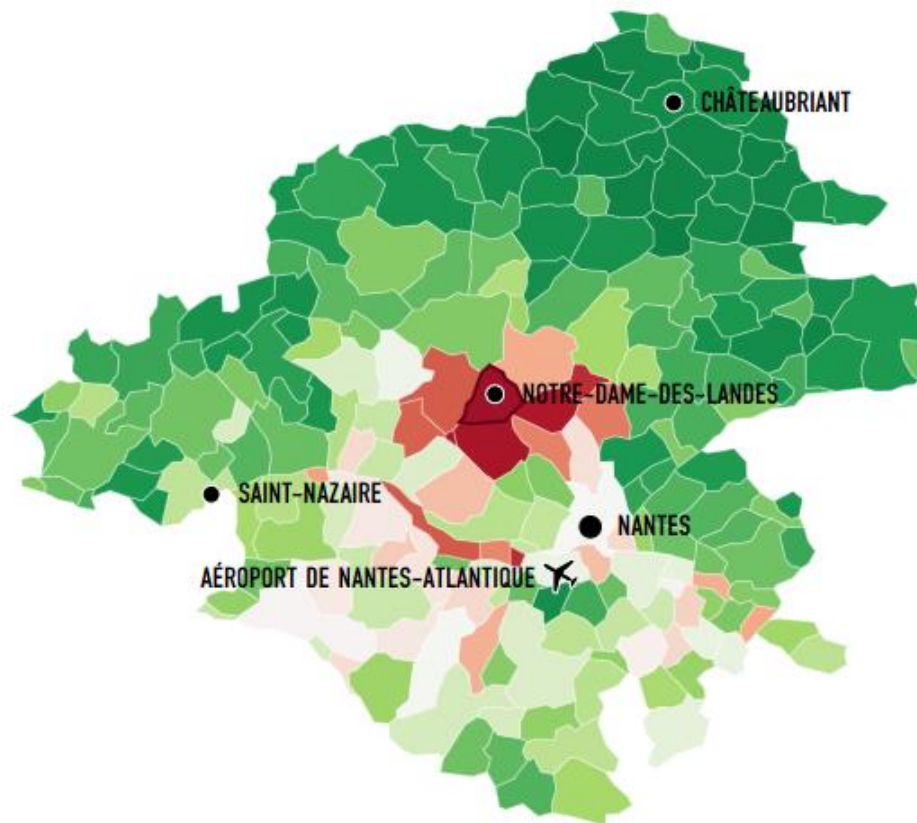 CHÂTEAUBRIANT
NOTRE-DAME-DES-LANDES
SAINT-NAZAIRE
NANTES
AÉROPORT DE NANTES-ATLANTIQUE